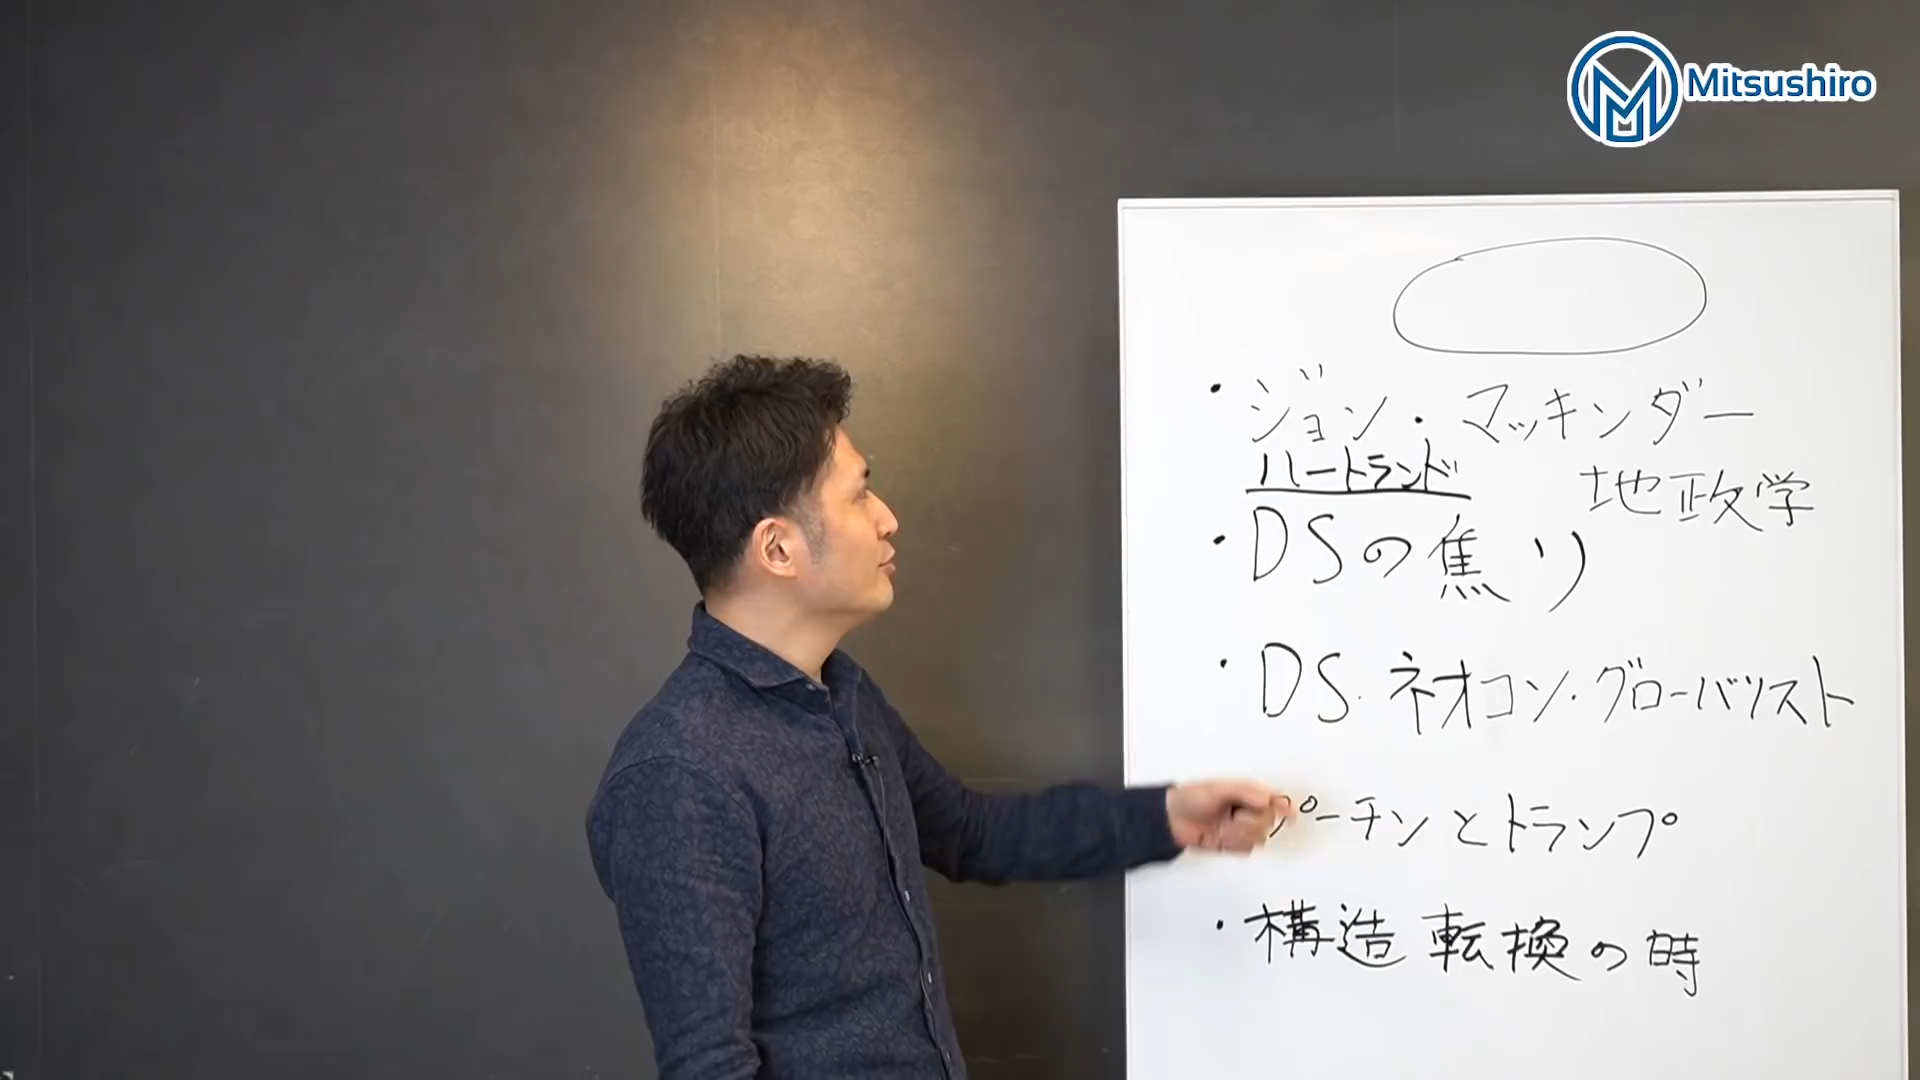 Mitsushiro
・ジョン・マッキンダー
ハートランド
地政学
・DSの焦り
・DS・ネオコン・グローバリスト
プーチンとトランプ
・構造転換の時